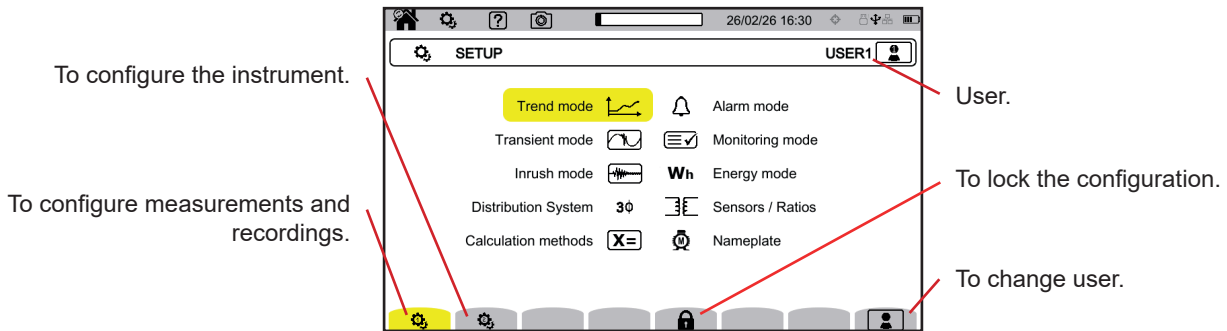 26/02/26 16:30
SETUP USER1
To configure the instrument.
User.
Trend mode Alarm mode
Transient mode Monitoring mode
Inrush mode Wh Energy mode
To lock the configuration.
To configure measurements and
recordings.
Distribution System 3ϕ Sensors / Ratios
Calculation methods X= M Nameplate
To change user.